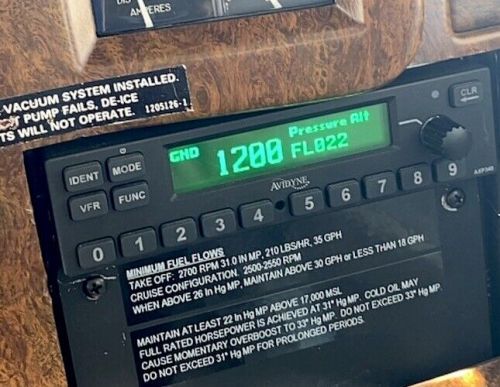 AMPERES
VACUUM SYSTEM INSTALLED.
PUMP FAILS, DE-ICE
WILL NOT OPERATE. 1205126-1
CLR
GND 1200 Pressure Alt
FL022
IDENT MODE
VFR FUNC
AVIDYNE
AXP340
0 1 2 3 4 5 6 7 8 9
MINIMUM FUEL FLOWS
TAKE OFF: 2700 RPM 31.0 IN MP, 210 LBS/HR, 35 GPH
CRUISE CONFIGURATION. 2500-2550 RPM
WHEN ABOVE 26 In Hg MP, MAINTAIN ABOVE 30 GPH or LESS THAN 18 GPH
MAINTAIN AT LEAST 22 In Hg MP ABOVE 17,000 MSL
FULL RATED HORSEPOWER IS ACHIEVED AT 31" Hg MP. COLD OIL MAY
CAUSE MOMENTARY OVERBOOST TO 33" Hg MP. DO NOT EXCEED 33" Hg MP
DO NOT EXCEED 31" Hg MP FOR PROLONGED PERIODS.